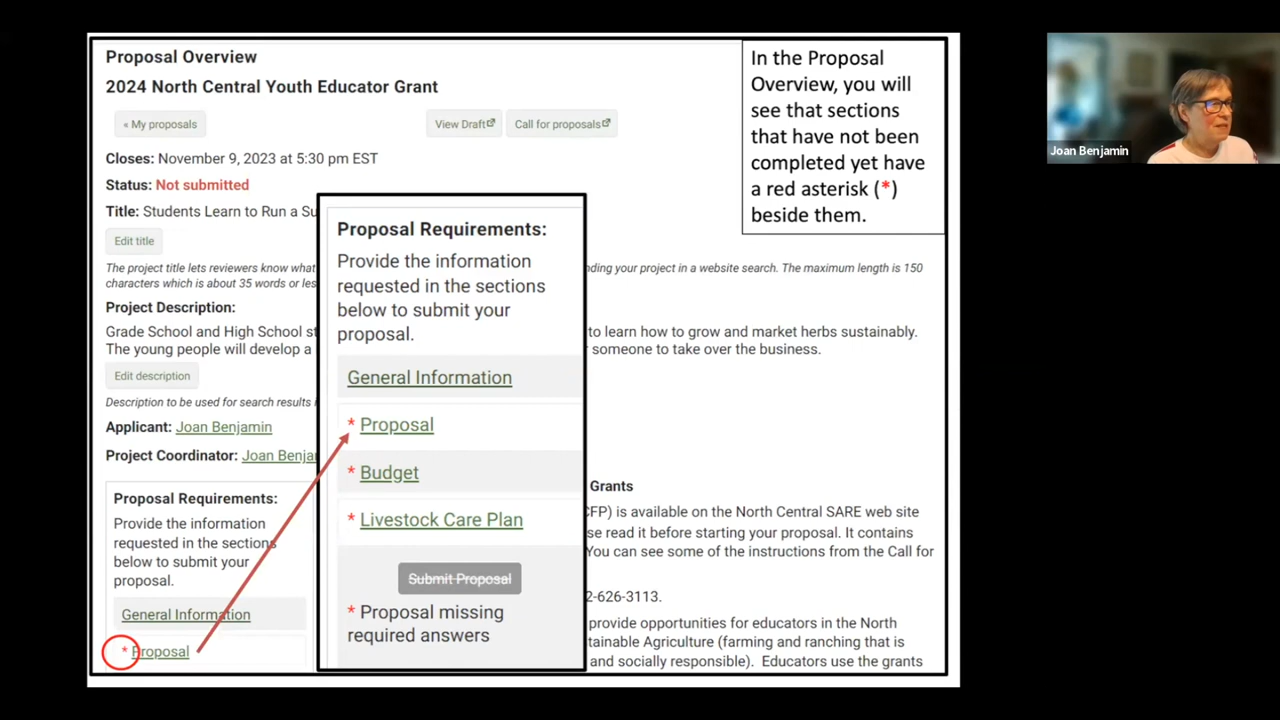 Proposal Overview
2024 North Central Youth Educator Grant
« My proposals
View Draft
Call for proposals
Closes: November 9, 2023 at 5:30 pm EST
Status: Not submitted
Title: Students Learn to Run a Su
Edit title
The project title lets reviewers know what
nding your project in a website search. The maximum length is 150
characters which is about 35 words or les
Project Description:
Grade School and High School st
to learn how to grow and market herbs sustainably.
The young people will develop a
someone to take over the business.
Edit description
Description to be used for search results i
Applicant: Joan Benjamin
Project Coordinator: Joan Benja
Proposal Requirements:
Provide the information
requested in the sections
below to submit your
proposal.
General Information
* Proposal
Proposal Requirements:
Provide the information
requested in the sections
below to submit your
proposal.
General Information
* Proposal
* Budget
* Livestock Care Plan
Submit Proposal
* Proposal missing
required answers
Grants
CFP) is available on the North Central SARE web site
se read it before starting your proposal. It contains
You can see some of the instructions from the Call for
2-626-3113.
provide opportunities for educators in the North
stainable Agriculture (farming and ranching that is
and socially responsible). Educators use the grants
In the Proposal
Overview, you will
see that sections
that have not been
completed yet have
a red asterisk (*)
beside them.
Joan Benjamin